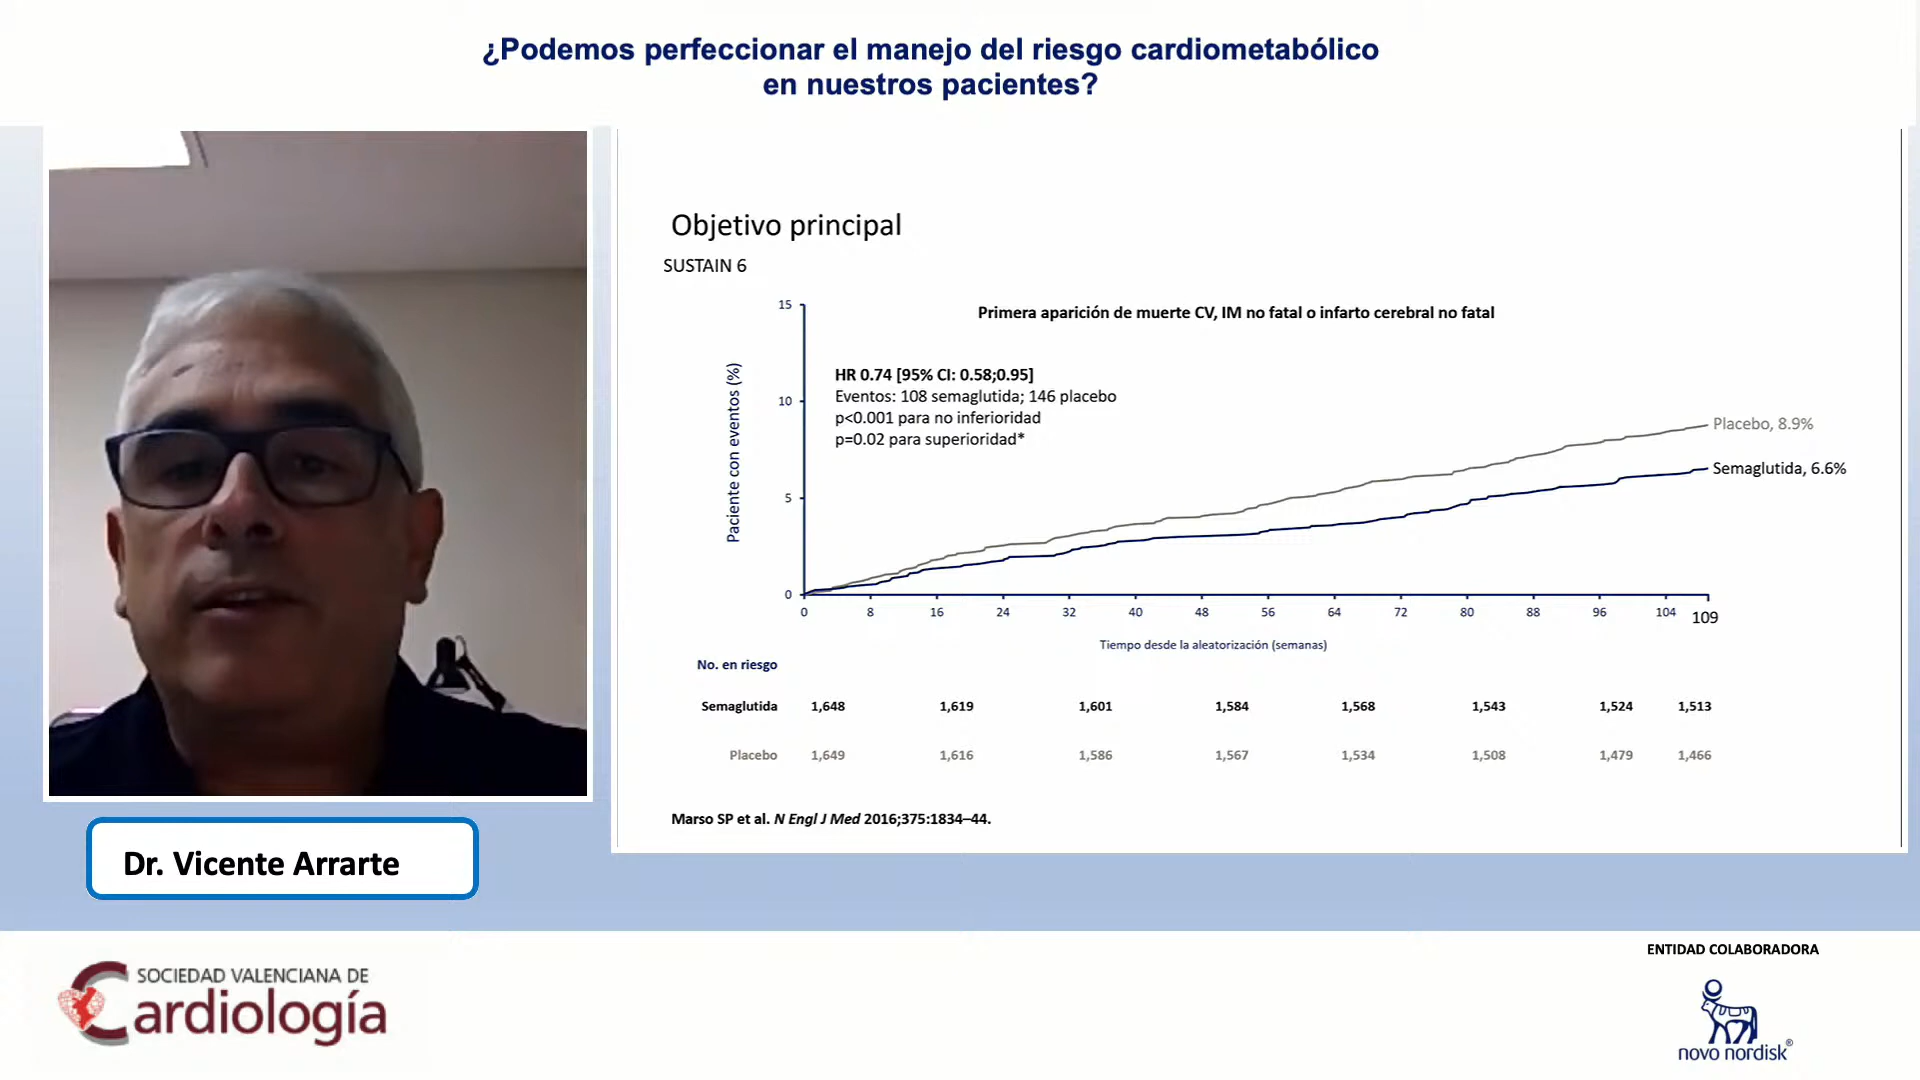 ¿Podemos perfeccionar el manejo del riesgo cardiometabólico
en nuestros pacientes?
Objetivo principal
SUSTAIN 6
Primera aparición de muerte CV, IM no fatal o infarto cerebral no fatal
HR 0.74 [95% CI: 0.58;0.95]
Eventos: 108 semaglutida; 146 placebo
p<0.001 para no inferioridad
p=0.02 para superioridad*
Paciente con eventos (%)
15
10
5
0
Placebo, 8.9%
Semaglutida, 6.6%
0 8 16 24 32 40 48 56 64 72 80 88 96 104 109
Tiempo desde la aleatorización (semanas)
No. en riesgo
Semaglutida 1,648 1,619 1,601 1,584 1,568 1,543 1,524 1,513
Placebo 1,649 1,616 1,586 1,567 1,534 1,508 1,479 1,466
Marso SP et al. N Engl J Med 2016;375:1834–44.
Dr. Vicente Arrarte
SOCIEDAD VALENCIANA DE
Cardiología
ENTIDAD COLABORADORA
novo nordisk®